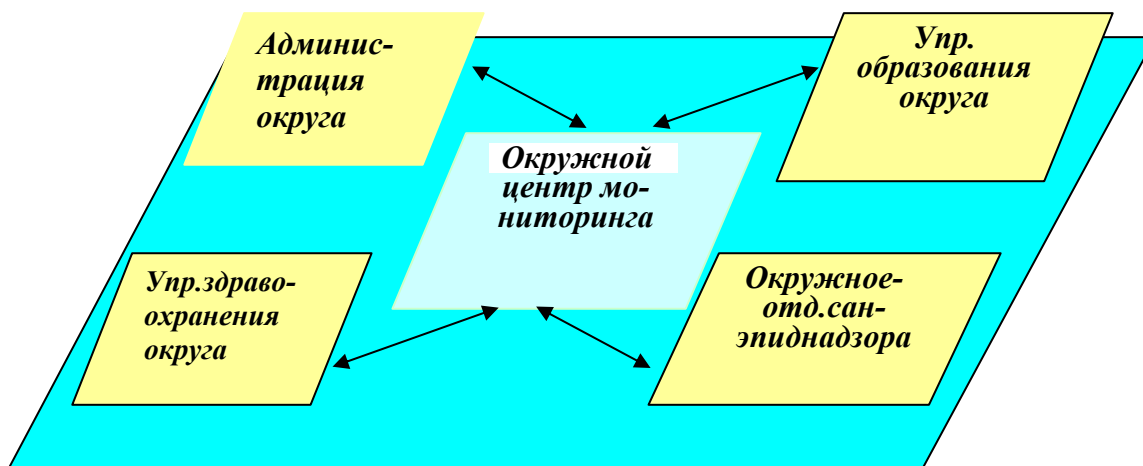 Админис-
трация
округа
Упр.
образования
округа
Окружной
центр мо-
ниторинга
Упр.здраво-
охранения
округа
Окружное-
отд.сан-
эпиднадзора